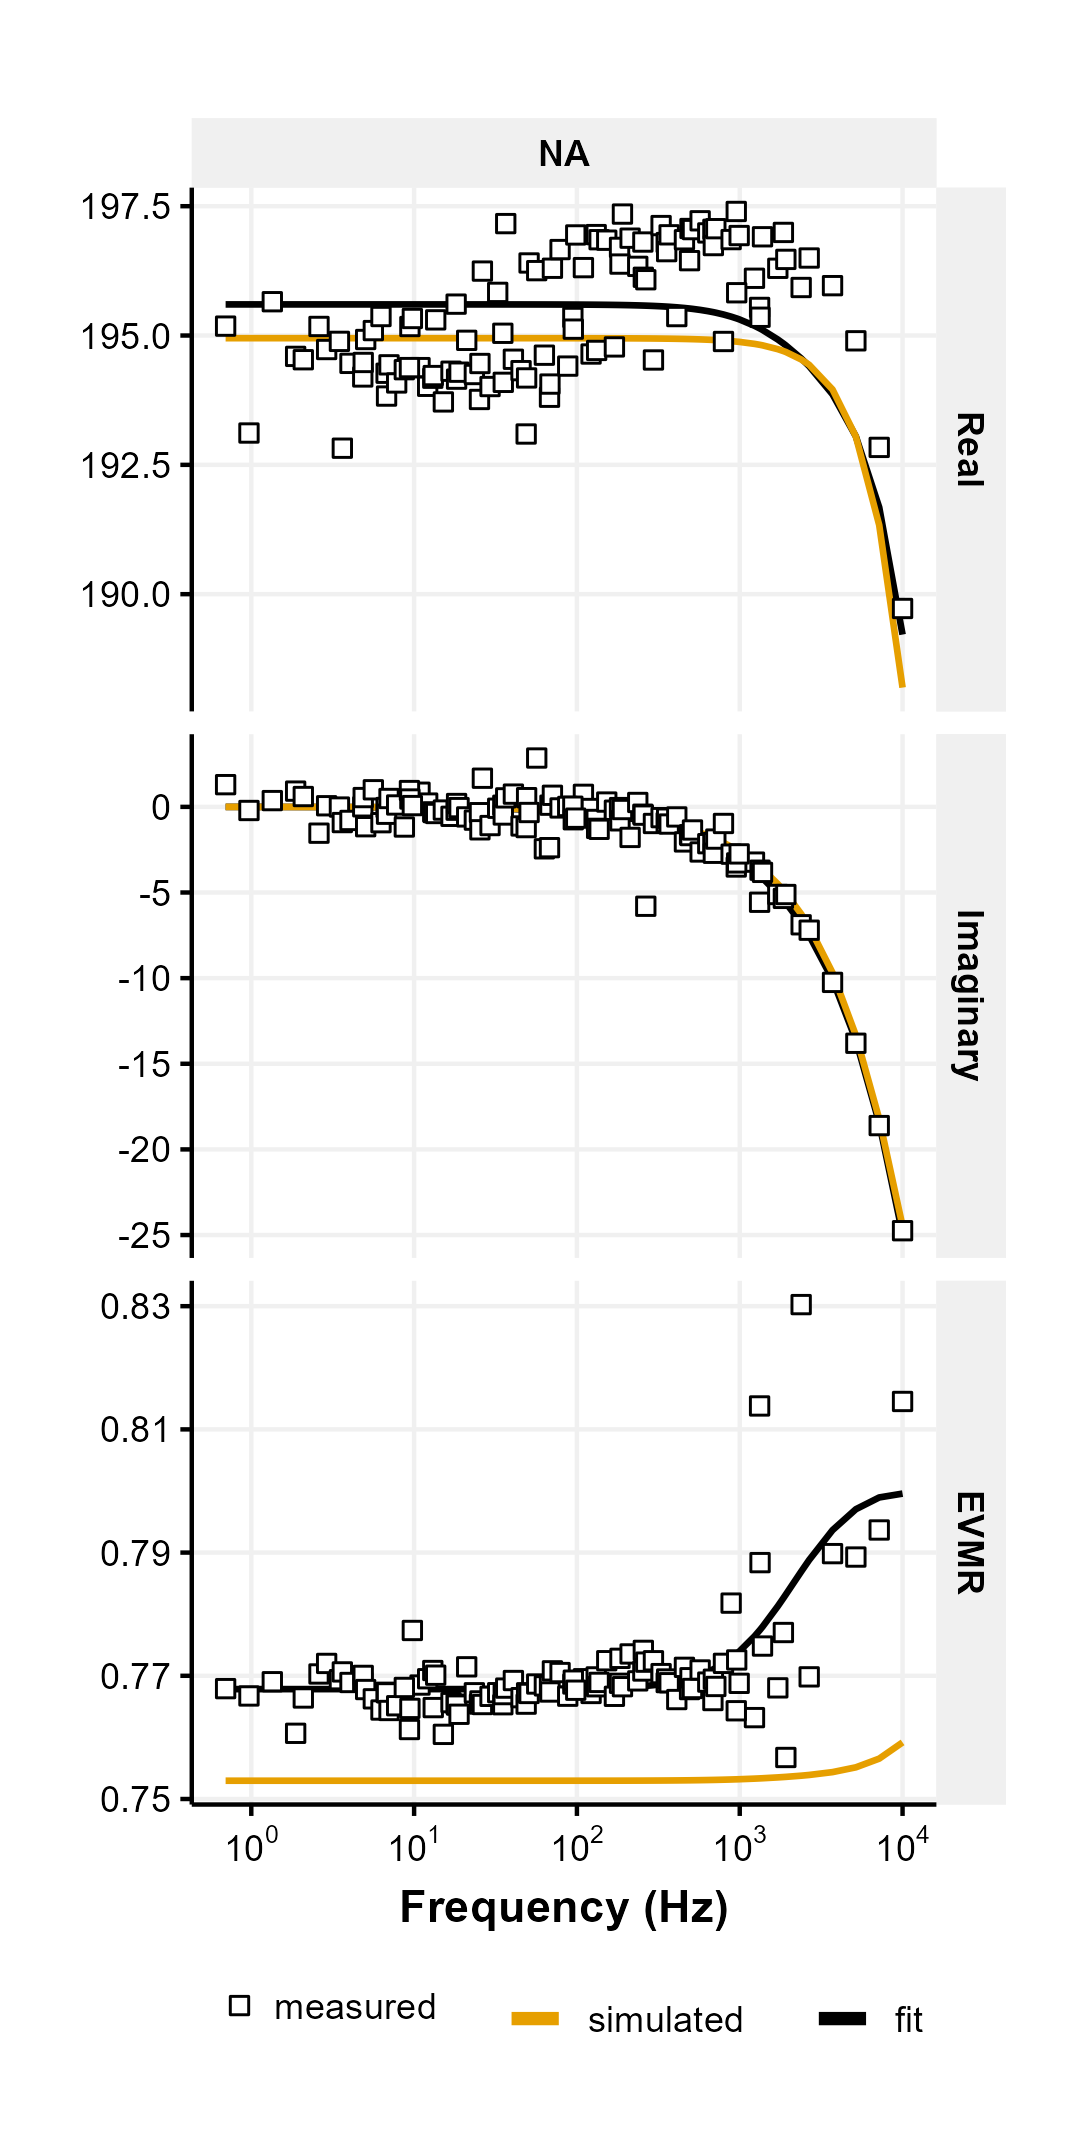 NA
197.5
195.0
192.5
190.0
Real
0
-5
-10
-15
-20
-25
Imaginary
0.83
0.81
0.79
0.77
0.75
EVMR
10^0 10^1 10^2 10^3 10^4
Frequency (Hz)
measured simulated fit